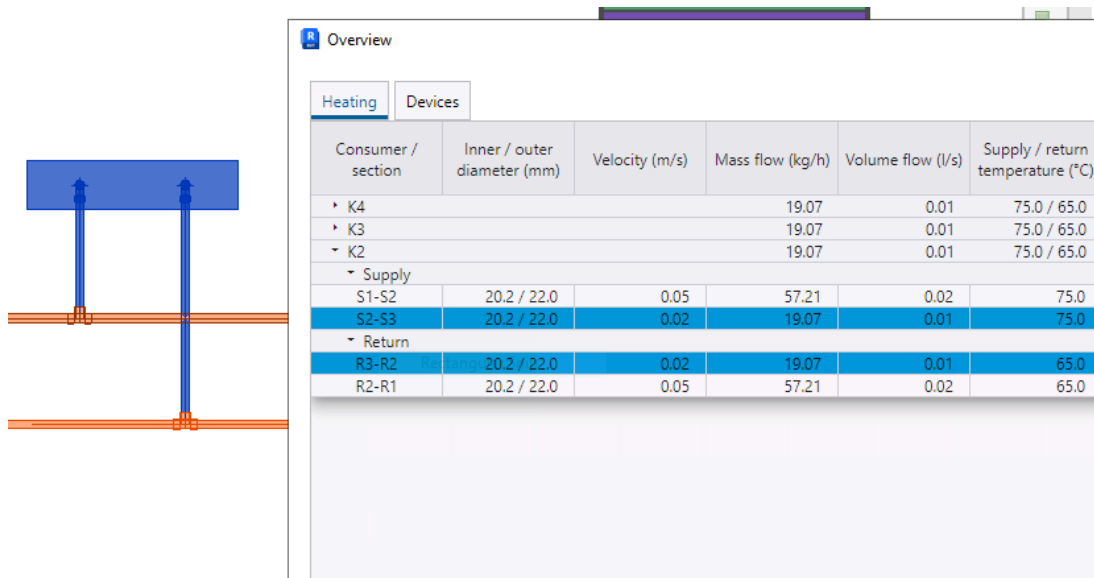 Overview
Heating Devices
Consumer / section Inner / outer diameter (mm) Velocity (m/s) Mass flow (kg/h) Volume flow (l/s) Supply / return temperature (°C)
K4 19.07 0.01 75.0 / 65.0
K3 19.07 0.01 75.0 / 65.0
K2 19.07 0.01 75.0 / 65.0
Supply
S1-S2 20.2 / 22.0 0.05 57.21 0.02 75.0
S2-S3 20.2 / 22.0 0.02 19.07 0.01 75.0
Return
R3-R2 20.2 / 22.0 0.02 19.07 0.01 65.0
R2-R1 20.2 / 22.0 0.05 57.21 0.02 65.0